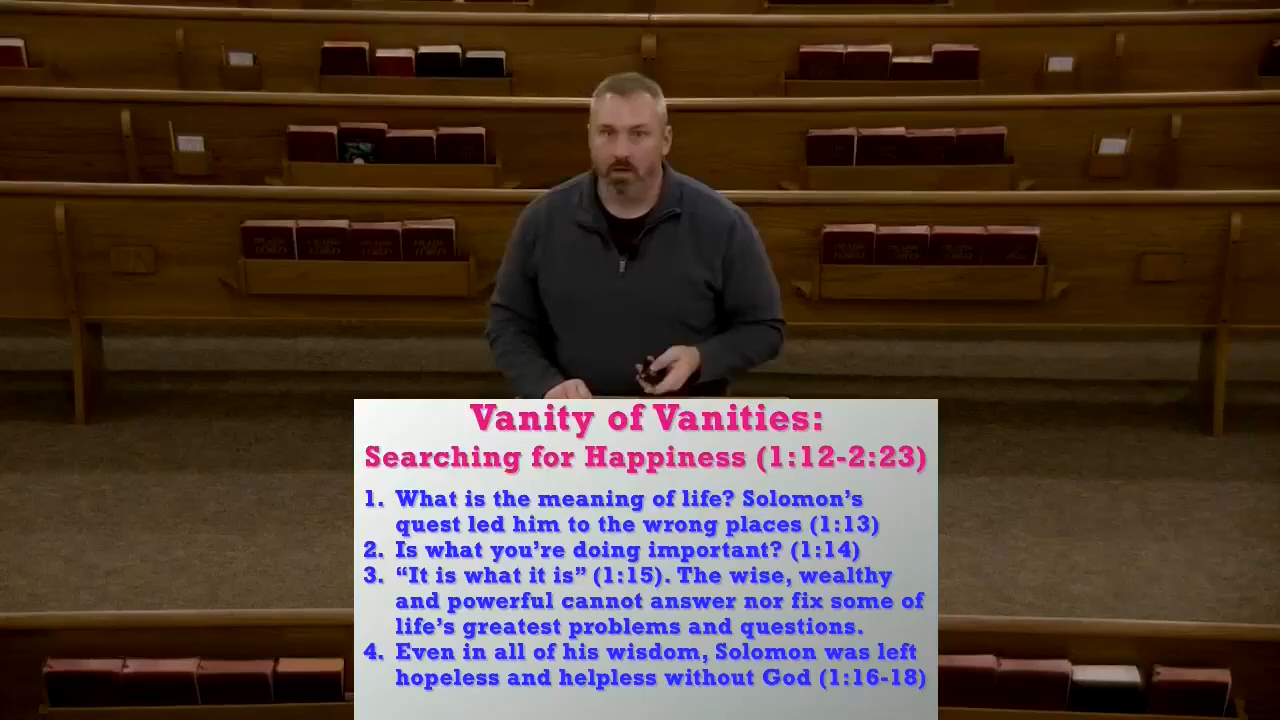 Vanity of Vanities:
Searching for Happiness (1:12-2:23)
1. What is the meaning of life? Solomon's
quest led him to the wrong places (1:13)
2. Is what you're doing important? (1:14)
3. “It is what it is” (1:15). The wise, wealthy
and powerful cannot answer nor fix some of
life's greatest problems and questions.
4. Even in all of his wisdom, Solomon was left
hopeless and helpless without God (1:16-18)